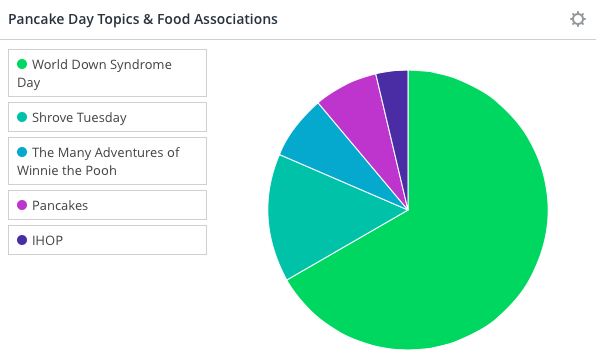 Pancake Day Topics & Food Associations
World Down Syndrome
Day
Shrove Tuesday
The Many Adventures of
Winnie the Pooh
Pancakes
IHOP